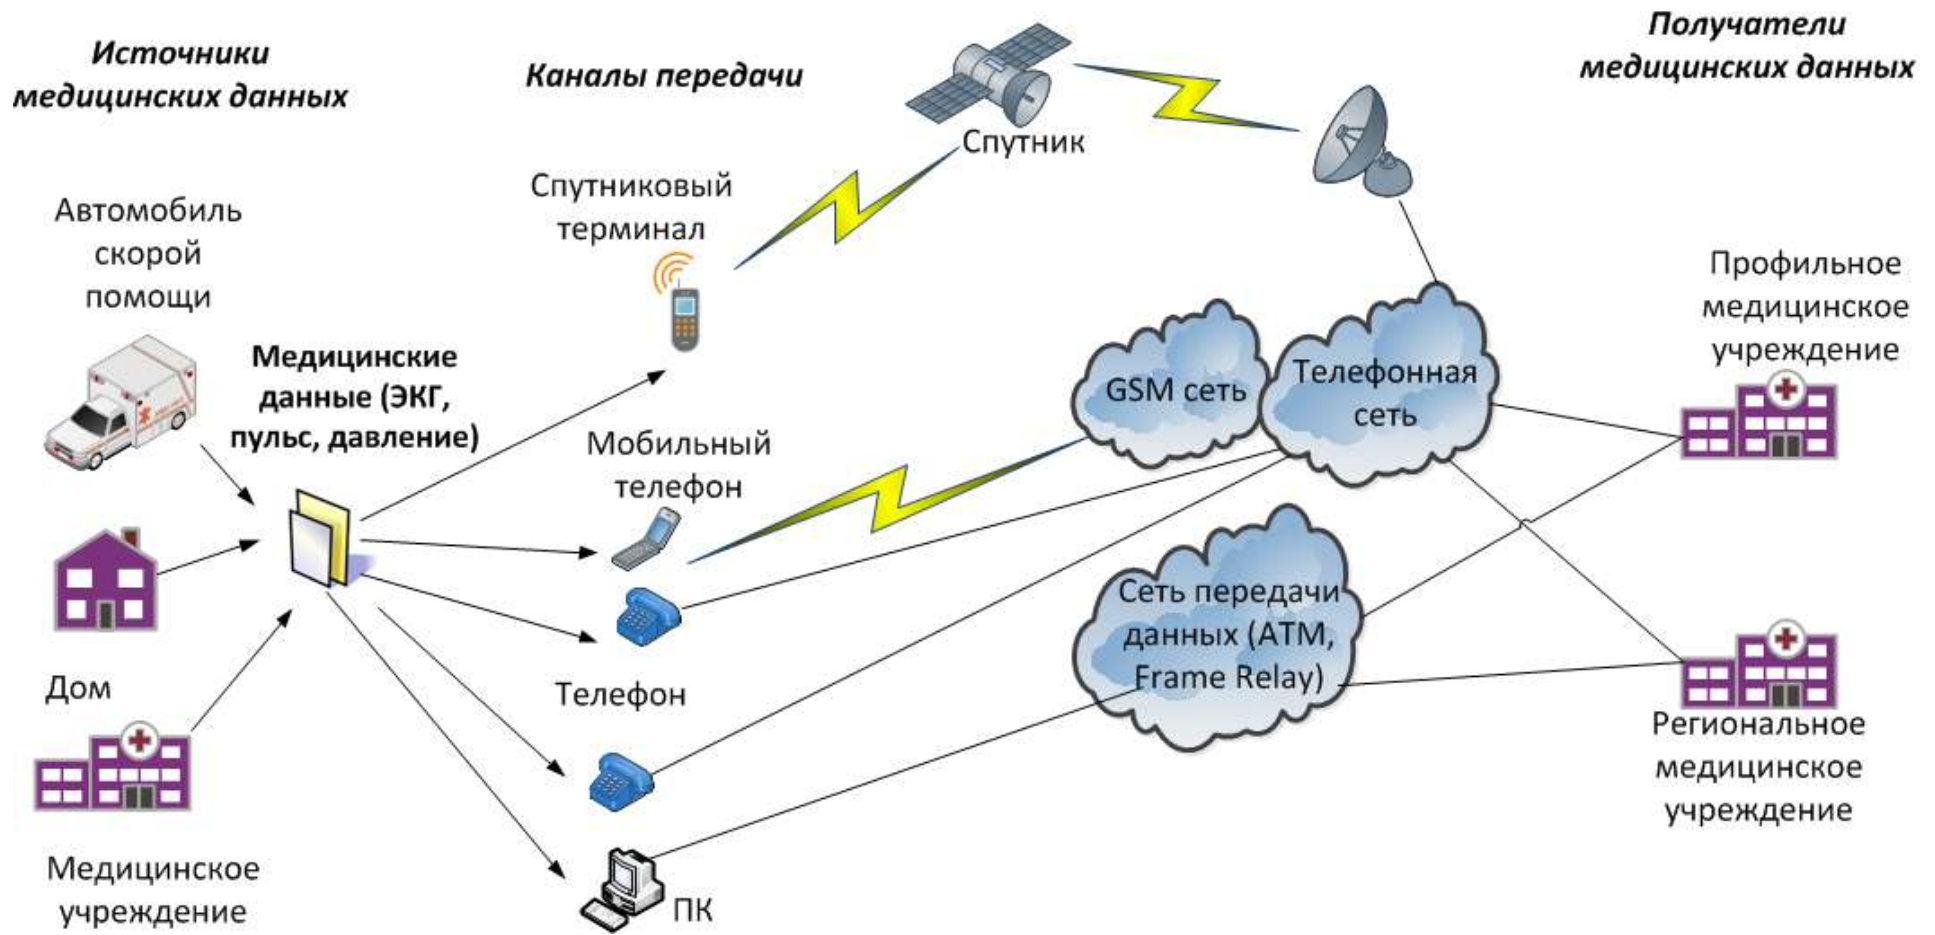 Источники
медицинских данных
Каналы передачи
Получатели
медицинских данных
Спутник
Спутниковый
терминал
Автомобиль
скорой
помощи
Медицинские
данные (ЭКГ,
пульс, давление)
Мобильный
телефон
GSM сеть
Телефонная
сеть
Профильное
медицинское
учреждение
Сеть передачи
данных (ATM,
Frame Relay)
Дом
Телефон
Региональное
медицинское
учреждение
Медицинское
учреждение
ПК